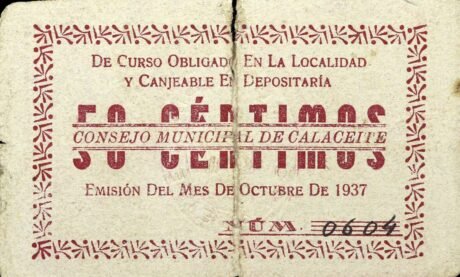 DE CURSO OBLIGADO EN LA LOCALIDAD
Y CANJEABLE EN DEPOSITARÍA
50 CÉNTIMOS
CONSEJO MUNICIPAL DE CALACEITE
EMISIÓN DEL MES DE OCTUBRE DE 1937
NÚM. 0604